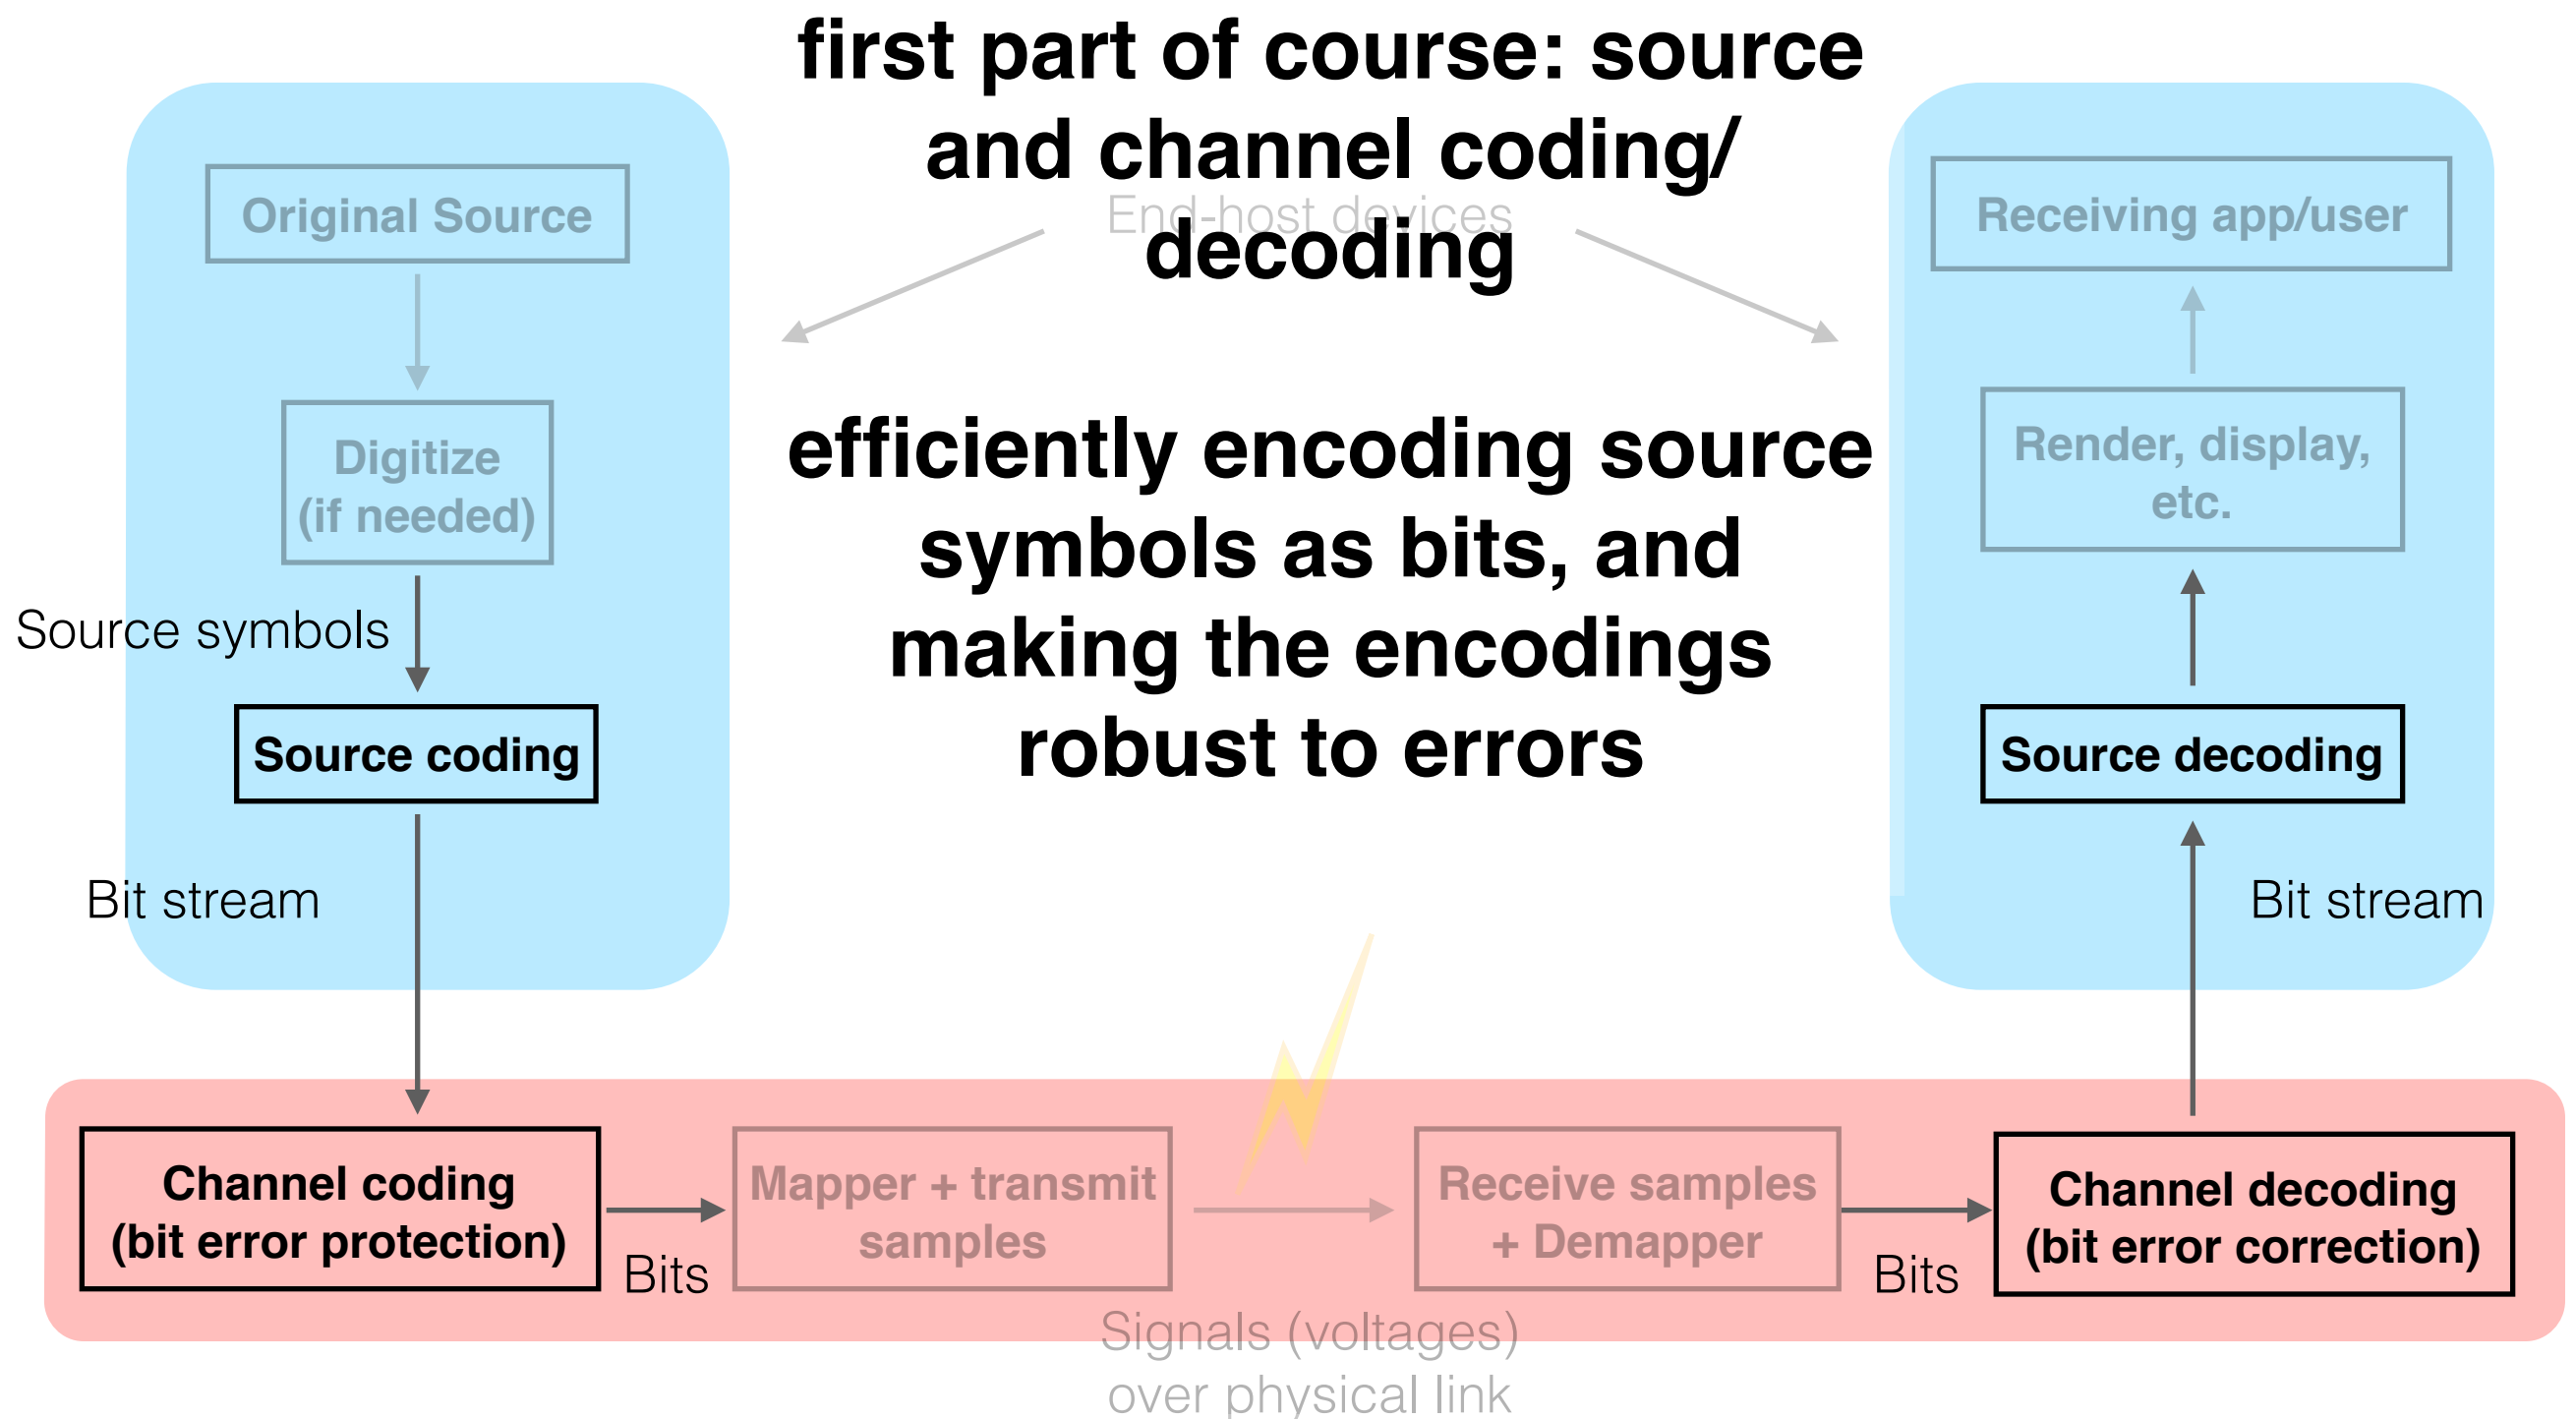 first part of course: source
and channel coding/
decoding
End-host devices
efficiently encoding source
symbols as bits, and
making the encodings
robust to errors
Original Source
Digitize
(if needed)
Source symbols
Source coding
Bit stream
Receiving app/user
Render, display,
etc.
Source decoding
Bit stream
Channel coding
(bit error protection)
Bits
Mapper + transmit
samples
Signals (voltages)
over physical link
Receive samples
+ Demapper
Bits
Channel decoding
(bit error correction)